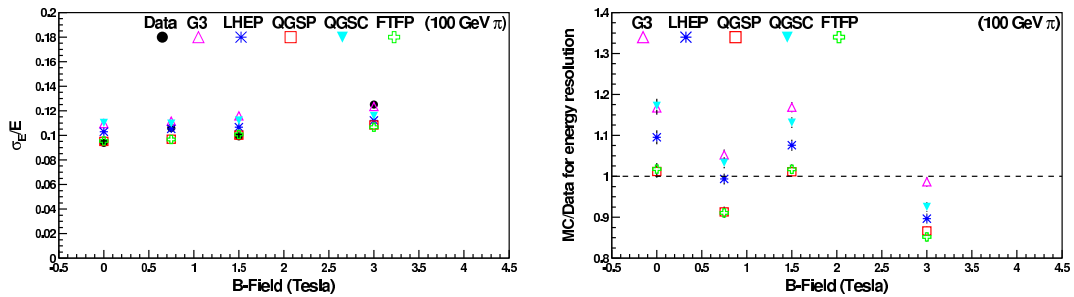 Data G3 LHEP QGSP QGSC FTFP (100 GeV π)
0.18
0.16
0.14
0.12
0.10
0.08
0.06
0.04
0.02
0
σE/E
-0.5 0 0.5 1 1.5 2 2.5 3 3.5 4 4.5
B-Field (Tesla)
G3 LHEP QGSP QGSC FTFP (100 GeV π)
1.4
1.3
1.2
1.1
1
0.9
0.8
MC/Data for energy resolution
-0.5 0 0.5 1 1.5 2 2.5 3 3.5 4 4.5
B-Field (Tesla)